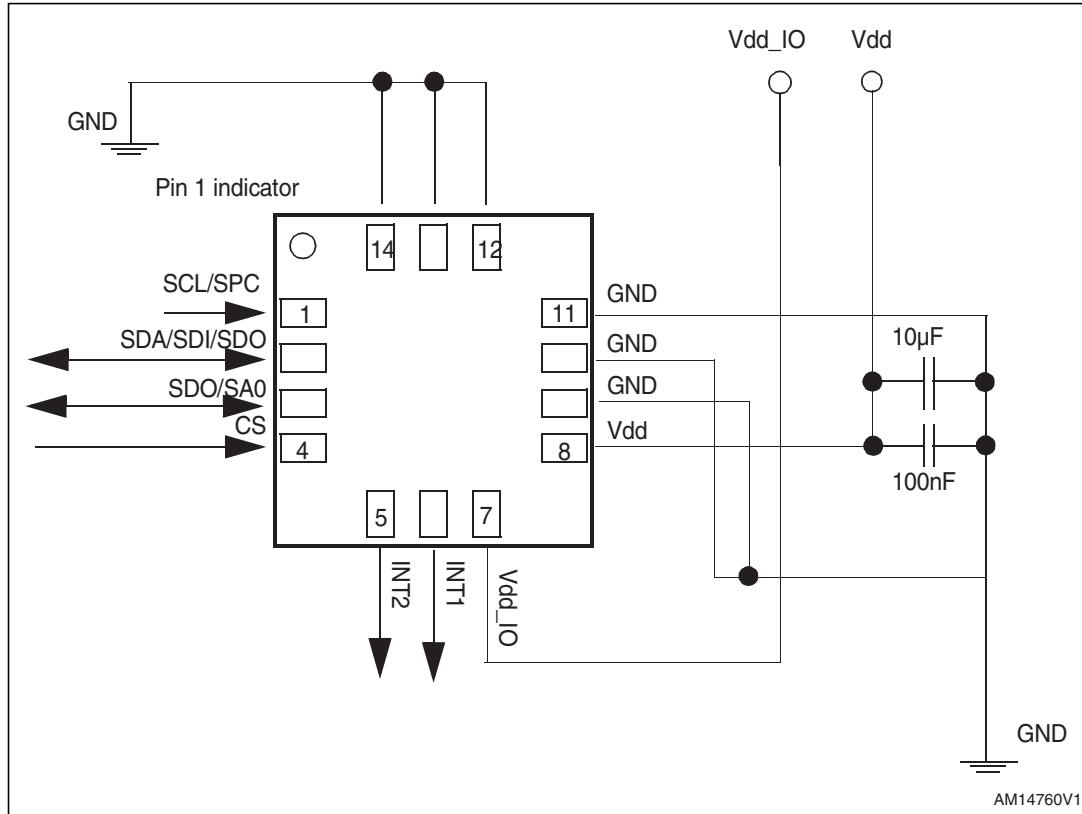 Vdd_IO
Vdd
GND
Pin 1 indicator
14
12
SCL/SPC
1
11
GND
SDA/SDI/SDO
GND
10µF
SDO/SA0
GND
CS
4
8
Vdd
100nF
5
7
INT2
INT1
Vdd_IO
GND
AM14760V1